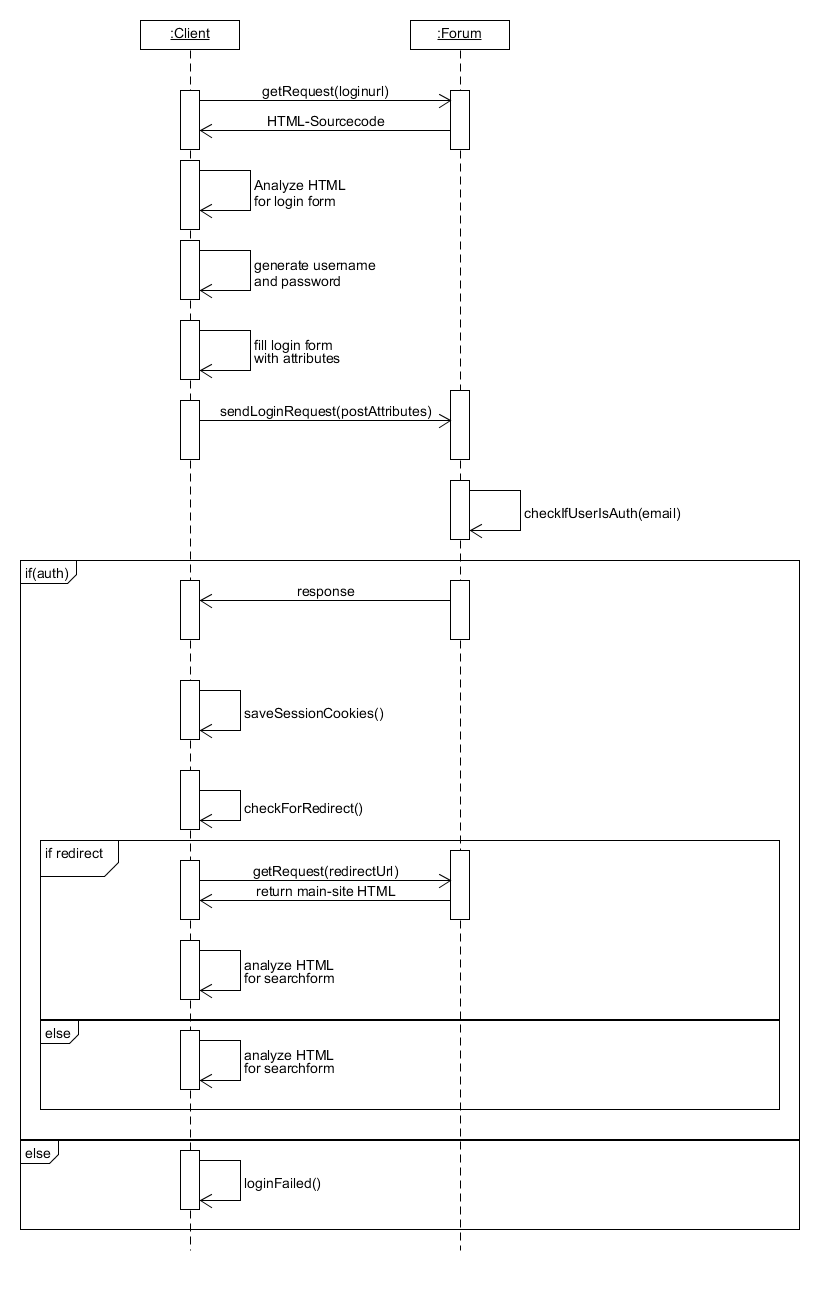 :Client
:Forum
getRequest(loginurl)
HTML-Sourcecode
Analyze HTML
for login form
generate username
and password
fill login form
with attributes
sendLoginRequest(postAttributes)
checkIfUserIsAuth(email)
if(auth)
response
saveSessionCookies()
checkForRedirect()
if redirect
getRequest(redirectUrl)
return main-site HTML
analyze HTML
for searchform
else
analyze HTML
for searchform
else
loginFailed()